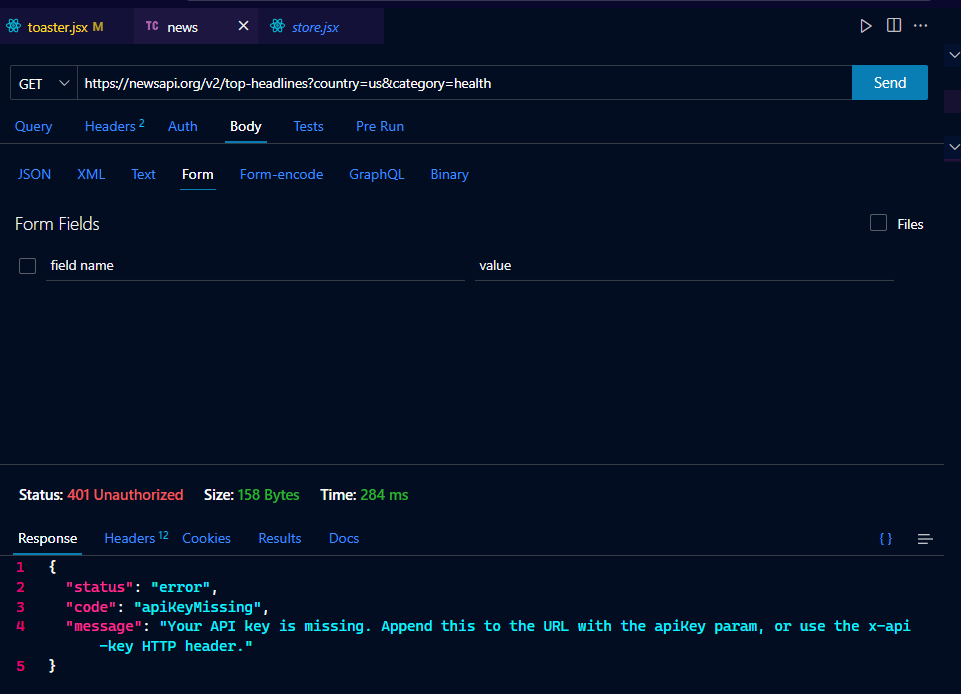 toaster.jsx M TC news store.jsx
GET https://newsapi.org/v2/top-headlines?country=us&category=health Send
Query Headers 2 Auth Body Tests Pre Run
JSON XML Text Form Form-encode GraphQL Binary
Form Fields Files
field name value
Status: 401 Unauthorized Size: 158 Bytes Time: 284 ms
Response Headers 12 Cookies Results Docs { }
1 {
2 "status": "error",
3 "code": "apiKeyMissing",
4 "message": "Your API key is missing. Append this to the URL with the apiKey param, or use the x-api
-key HTTP header."
5 }